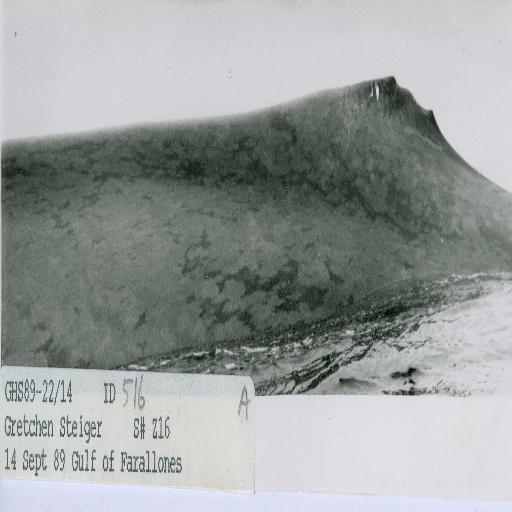 GHS89-22/14 ID 516 A
Gretchen Steiger S# Z16
14 Sept 89 Gulf of Farallones